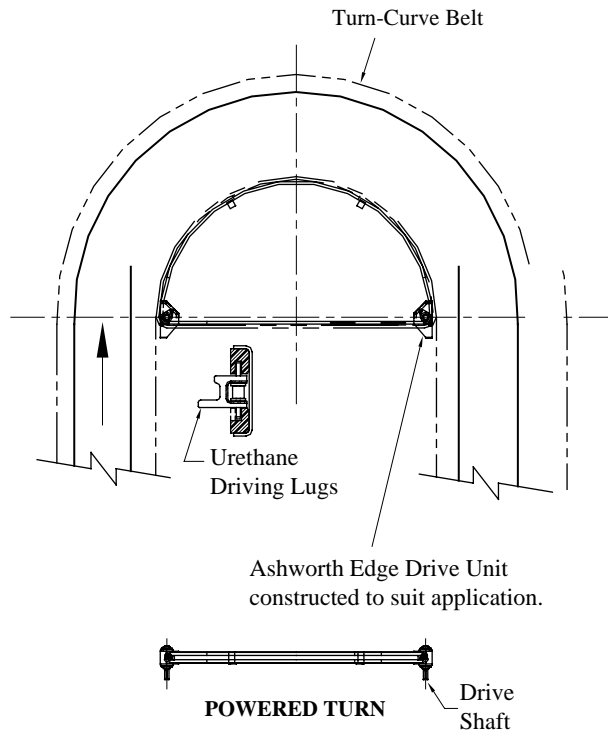 Turn-Curve Belt
Urethane
Driving Lugs
Ashworth Edge Drive Unit
constructed to suit application.
POWERED TURN
Drive
Shaft